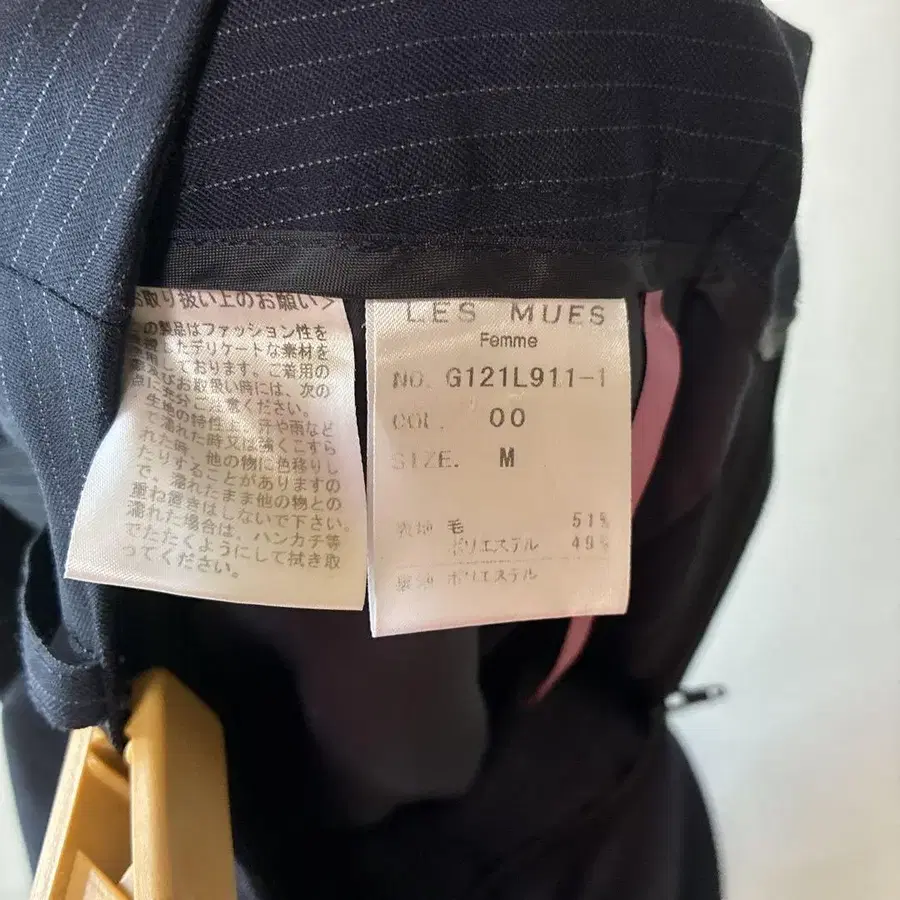 お取り扱い上のお願い>
この製品はファッション性を
したデリケートな素材を
用しております。ご着用の
及びお取扱い時には、次の
点に充分ご注意ください。
生地の特性上、汗や雨など
で濡れた時又は強くこすら
れた時、他の物に色移りし
たりすることがありますの
で、濡れたまま他の物との
重ね置きはしないで下さい。
濡れた場合は、ハンカチ等
でたたくようにして拭き取
ってください。
LES MUES
Femme
NO. G121L911-1
COL. 00
SIZE. M
表地 毛 51%
ポリエステル 49%
裏地 ポリエステル